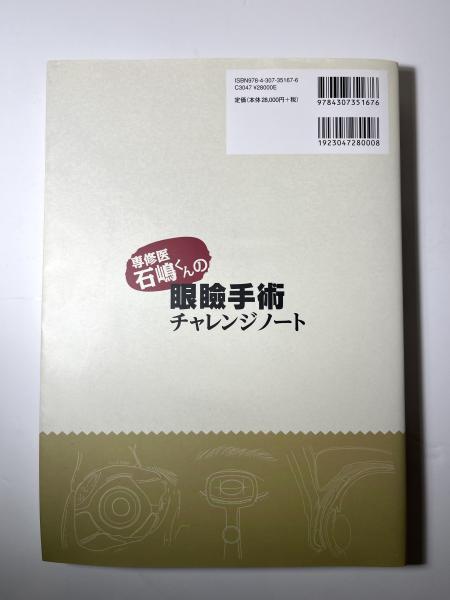 ISBN978-4-307-35167-6
C3047 ¥28000E
定価(本体28,000円+税)
9784307351676
1923047280008
専修医
石嶋くんの
眼瞼手術
チャレンジノート